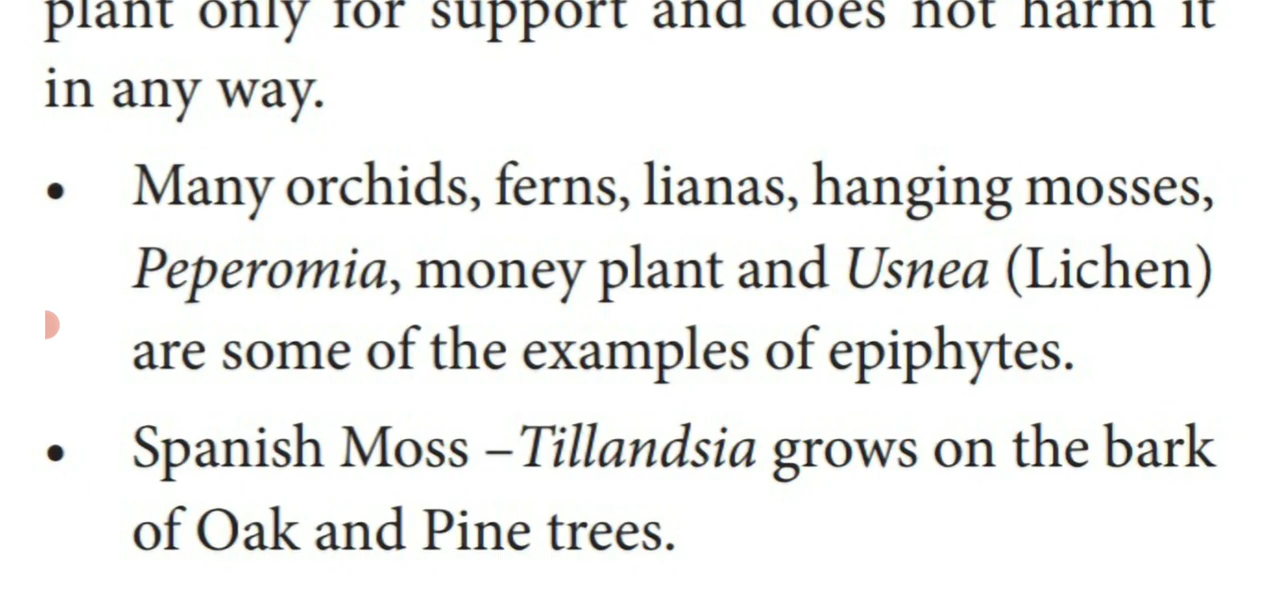 plant only for support and does not harm it
in any way.
• Many orchids, ferns, lianas, hanging mosses,
Peperomia, money plant and Usnea (Lichen)
are some of the examples of epiphytes.
• Spanish Moss –Tillandsia grows on the bark
of Oak and Pine trees.